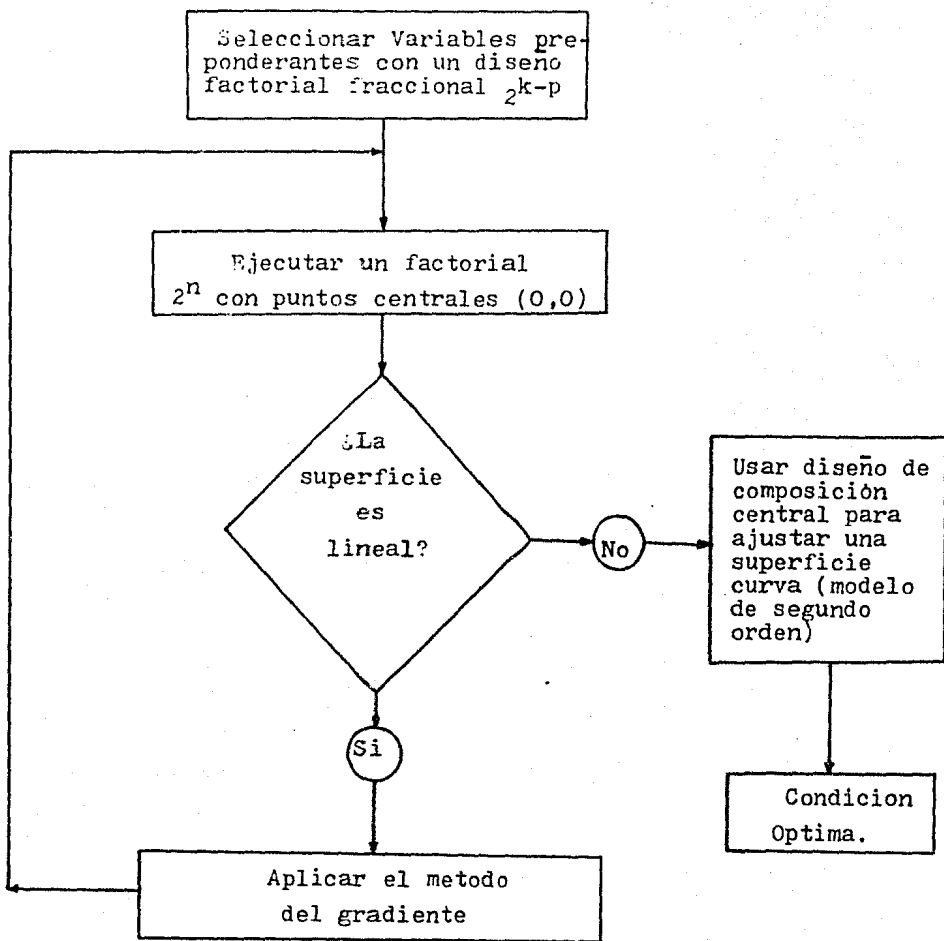 Seleccionar Variables pre-
ponderantes con un diseño
factorial fraccional 2^k-p
Ejecutar un factorial
2^n con puntos centrales (0,0)
¿La
superficie
es
lineal?
No
Usar diseño de
composición
central para
ajustar una
superficie
curva (modelo
de segundo
orden)
Si
Condicion
Optima.
Aplicar el metodo
del gradiente